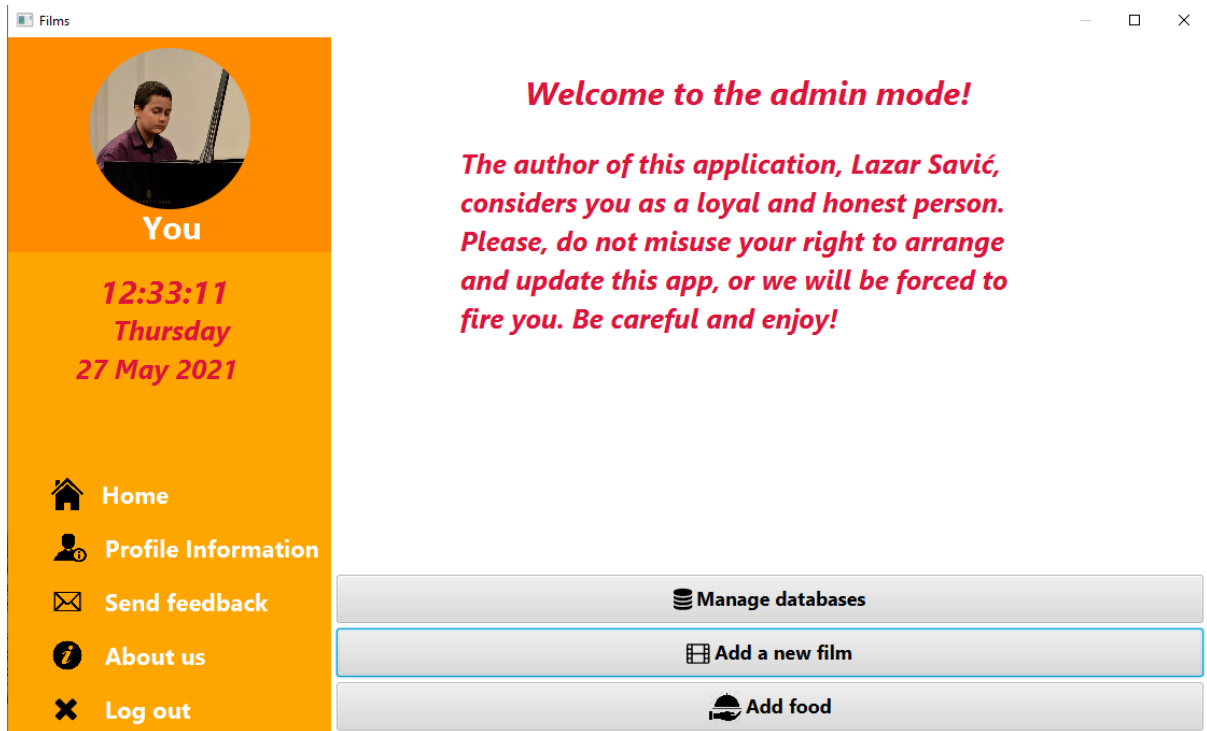 Films
You
12:33:11
Thursday
27 May 2021
Home
Profile Information
Send feedback
About us
Log out
Welcome to the admin mode!
The author of this application, Lazar Savić,
considers you as a loyal and honest person.
Please, do not misuse your right to arrange
and update this app, or we will be forced to
fire you. Be careful and enjoy!
Manage databases
Add a new film
Add food